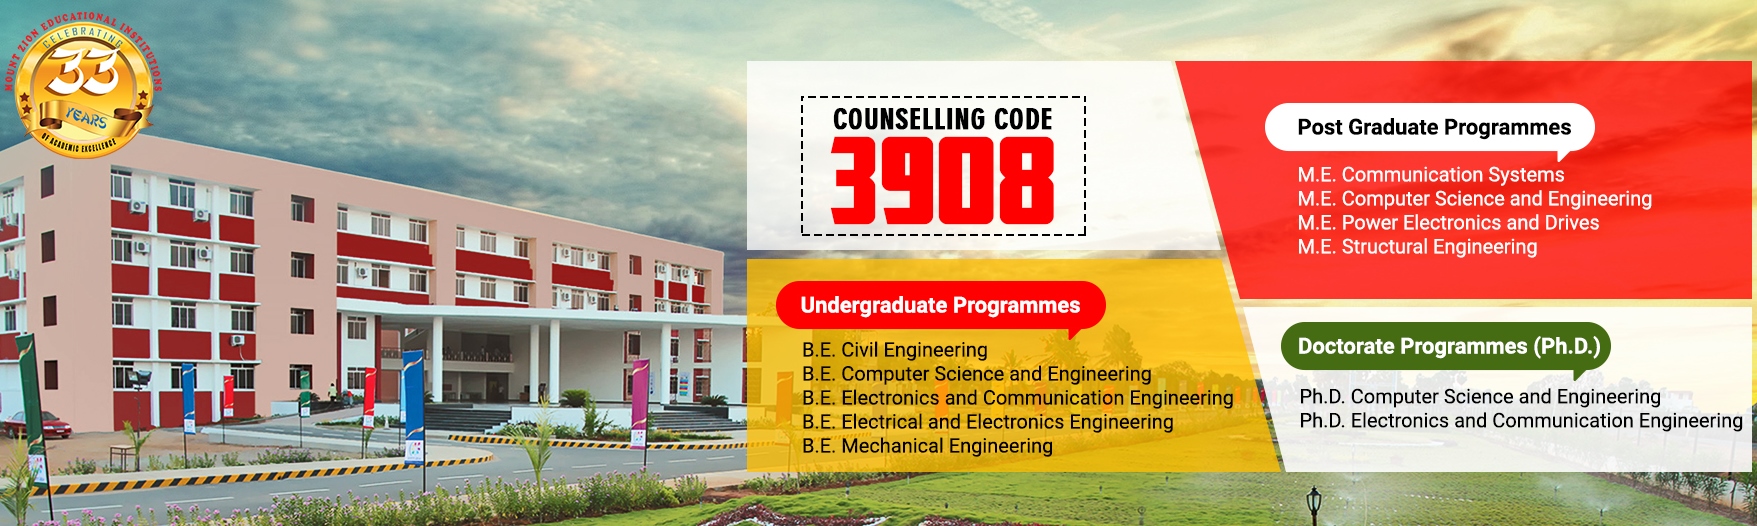 MOUNT ZION EDUCATIONAL INSTITUTIONS
CELEBRATING
33
YEARS
OF ACADEMIC EXCELLENCE
COUNSELLING CODE
3908
Undergraduate Programmes
B.E. Civil Engineering
B.E. Computer Science and Engineering
B.E. Electronics and Communication Engineering
B.E. Electrical and Electronics Engineering
B.E. Mechanical Engineering
Post Graduate Programmes
M.E. Communication Systems
M.E. Computer Science and Engineering
M.E. Power Electronics and Drives
M.E. Structural Engineering
Doctorate Programmes (Ph.D.)
Ph.D. Computer Science and Engineering
Ph.D. Electronics and Communication Engineering